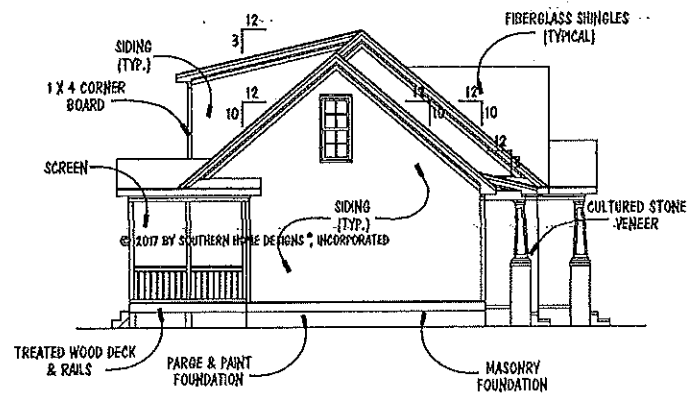 12
3
FIBERGLASS SHINGLES
(TYPICAL)
SIDING
(TYP.)
1 X 4 CORNER
BOARD
12
10
12
10
12
10
12
SCREEN
SIDING
(TYP.)
CULTURED STONE
VENEER
© 2017 BY SOUTHERN HOME DESIGNS®, INCORPORATED
TREATED WOOD DECK
& RAILS
PARGE & PAINT
FOUNDATION
MASONRY
FOUNDATION